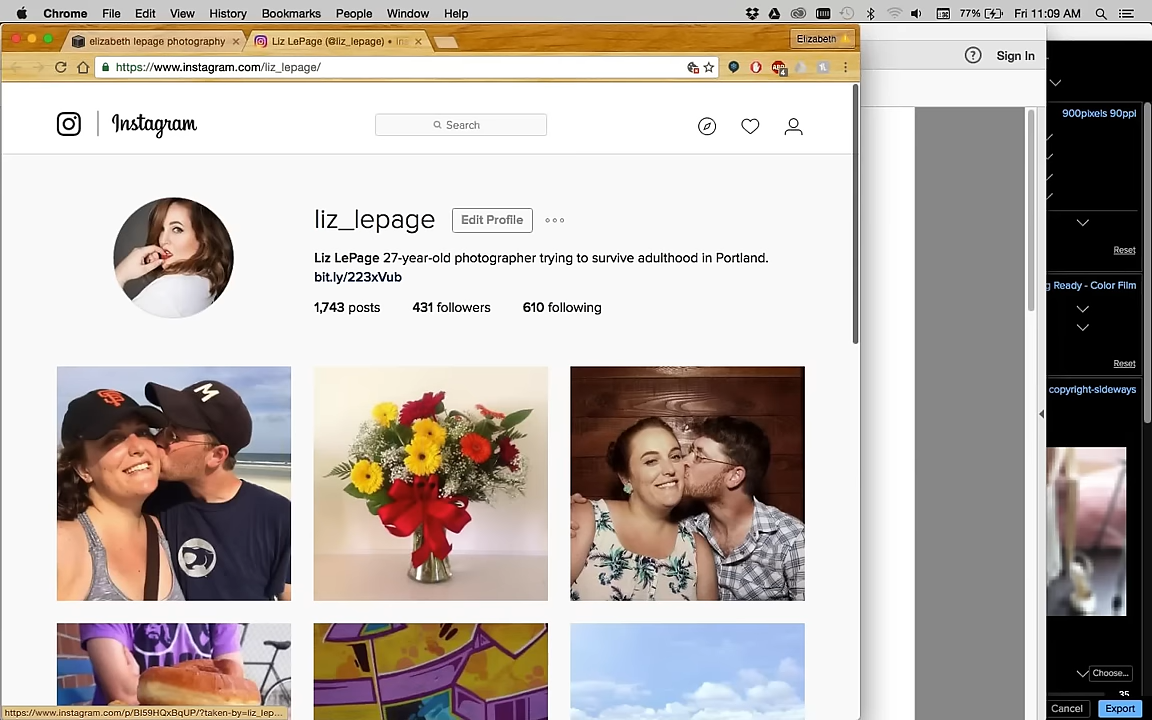 Chrome File Edit View History Bookmarks People Window Help 77% Fri 11:09 AM
elizabeth lepage photography Liz LePage (@liz_lepage) • In Elizabeth
https://www.instagram.com/liz_lepage/
? Sign In
900pixels 90ppi
Instagram Search
liz_lepage Edit Profile
Liz LePage 27-year-old photographer trying to survive adulthood in Portland.
bit.ly/223xVub
1,743 posts 431 followers 610 following
Reset
g Ready - Color Film
Reset
copyright-sideways
SF
M
Choose...
35
Cancel Export